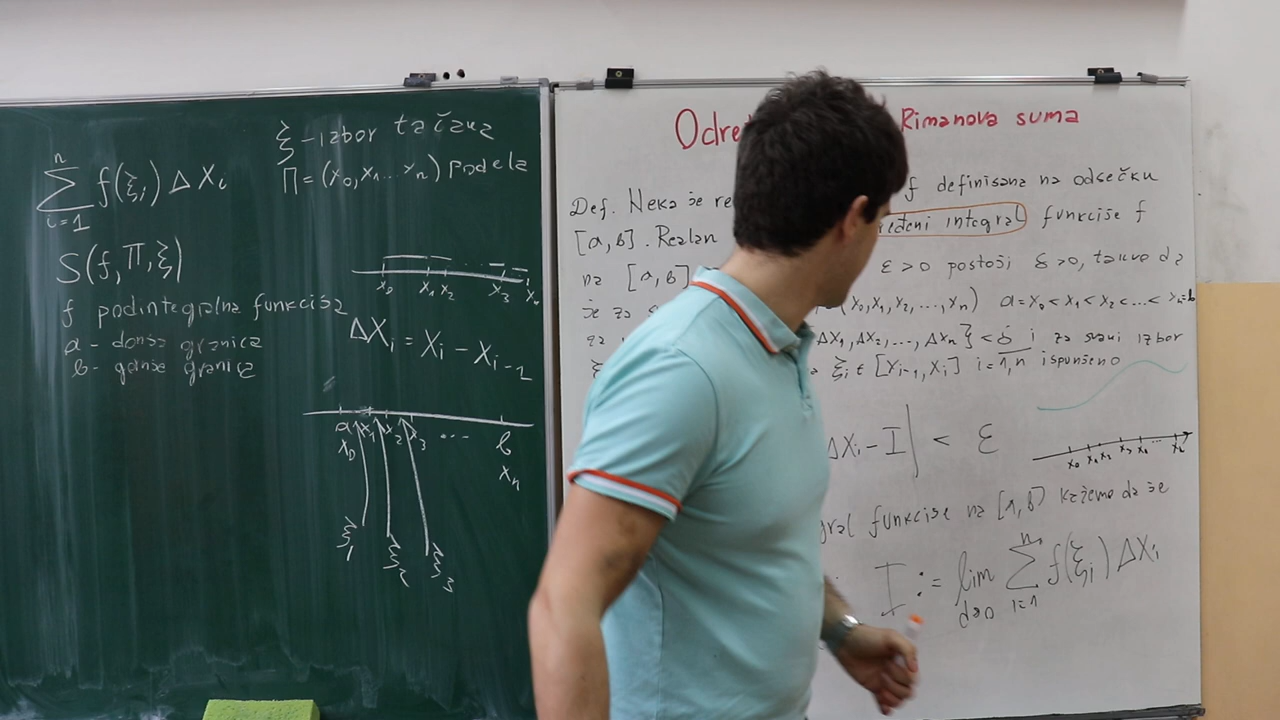 ξ-izbor tačaka
Π = (x₀, x₁ ... xₙ) podela
n
∑ f(ξᵢ) Δ Xᵢ
i=1
S(f, Π, ξ)
f podintegralna funkcija
a - donja granica
b - gornja granica
x₀ x₁ x₂ x₃ xₙ
ΔXᵢ = Xᵢ - Xᵢ₋₁
a x₁ x₂ x₃ ... b
x₀ xₙ
ξ₁ ξ₂ ξ₃
Odre Rimanova suma
Def. Neka je re f definisana na odsečku
[a,b]. Realan ređeni integral funkcije f
na [a,b] ε>0 postoji δ>0, takvo da
je za s (x₀, x₁, x₂, ..., xₙ) a=x₀<x₁<x₂<...<xₙ=b
za ΔX₁, ΔX₂, ..., ΔXₙ} < δ i za svaki izbor
ξᵢ ∈ [Xᵢ₋₁, Xᵢ] i=1,n ispunjeno
ΔXᵢ - I| < ε
x₀ x₁ x₂ x₃ x₄ ... xₙ
gral funkcije na [a,b] kažemo da je
n
I := lim ∑ f(ξᵢ) ΔXᵢ
d→0 i=1